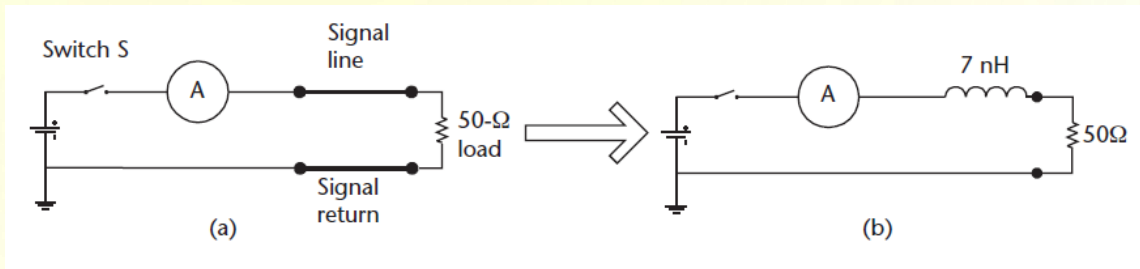 Switch S
A
Signal
line
50-Ω
load
Signal
return
(a)
A
7 nH
50Ω
(b)